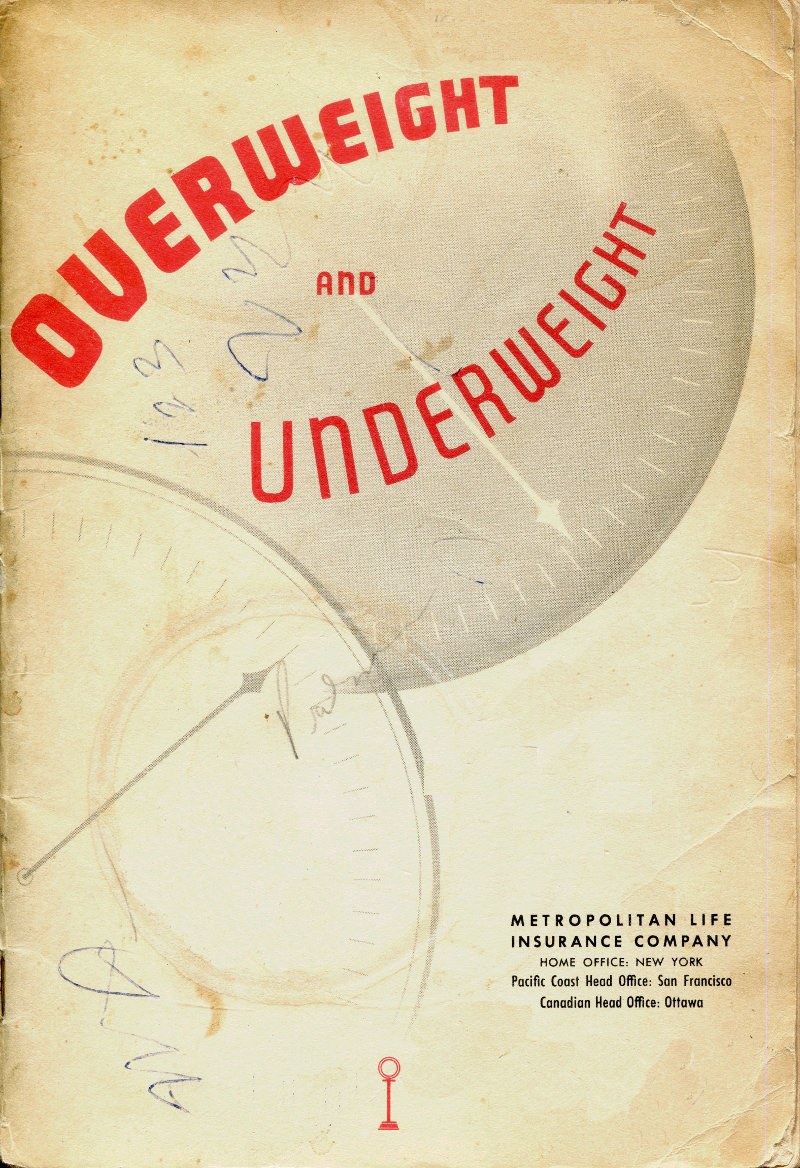 OVERWEIGHT
AND
UNDERWEIGHT
123
METROPOLITAN LIFE
INSURANCE COMPANY
HOME OFFICE: NEW YORK
Pacific Coast Head Office: San Francisco
Canadian Head Office: Ottawa